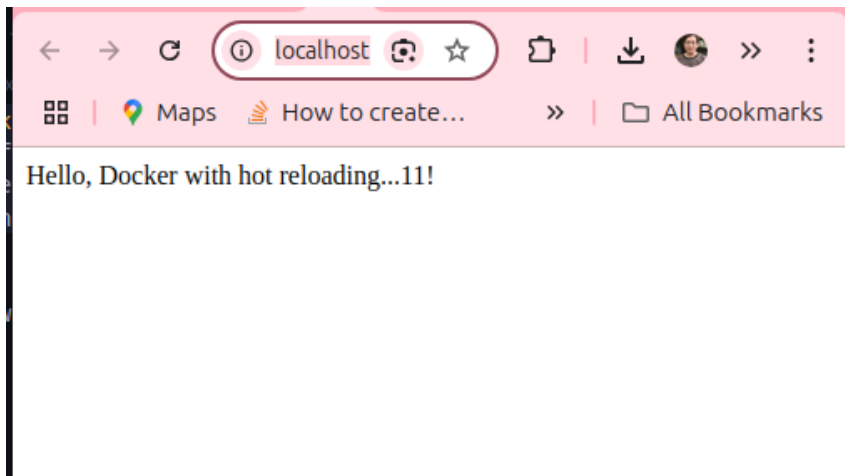 localhost
Maps
How to create...
All Bookmarks
Hello, Docker with hot reloading...11!